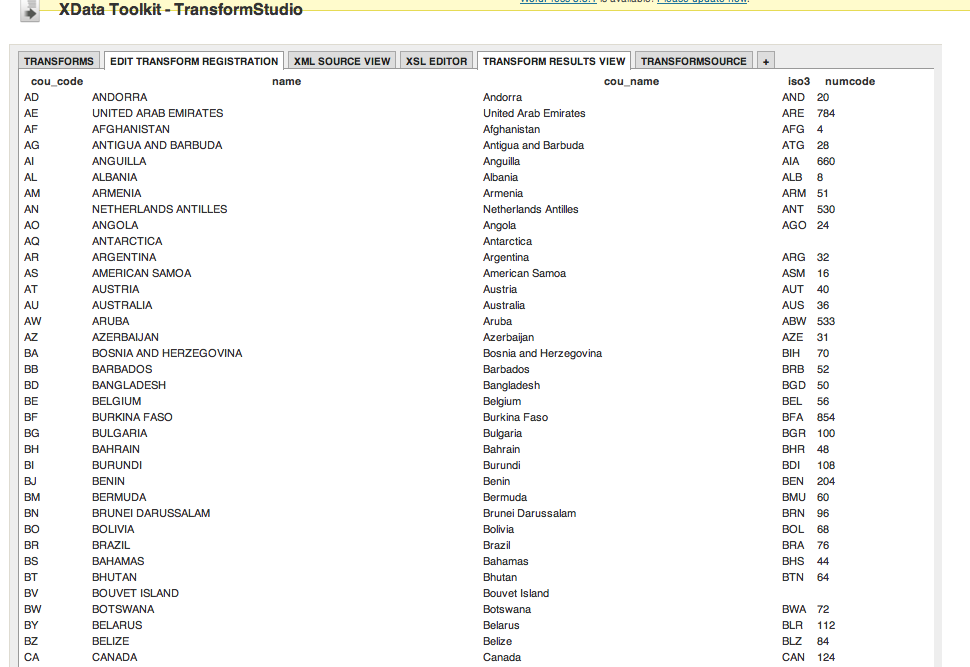 XData Toolkit - TransformStudio
TRANSFORMS EDIT TRANSFORM REGISTRATION XML SOURCE VIEW XSL EDITOR TRANSFORM RESULTS VIEW TRANSFORMSOURCE +
cou_code name cou_name iso3 numcode
AD ANDORRA Andorra AND 20
AE UNITED ARAB EMIRATES United Arab Emirates ARE 784
AF AFGHANISTAN Afghanistan AFG 4
AG ANTIGUA AND BARBUDA Antigua and Barbuda ATG 28
AI ANGUILLA Anguilla AIA 660
AL ALBANIA Albania ALB 8
AM ARMENIA Armenia ARM 51
AN NETHERLANDS ANTILLES Netherlands Antilles ANT 530
AO ANGOLA Angola AGO 24
AQ ANTARCTICA Antarctica
AR ARGENTINA Argentina ARG 32
AS AMERICAN SAMOA American Samoa ASM 16
AT AUSTRIA Austria AUT 40
AU AUSTRALIA Australia AUS 36
AW ARUBA Aruba ABW 533
AZ AZERBAIJAN Azerbaijan AZE 31
BA BOSNIA AND HERZEGOVINA Bosnia and Herzegovina BIH 70
BB BARBADOS Barbados BRB 52
BD BANGLADESH Bangladesh BGD 50
BE BELGIUM Belgium BEL 56
BF BURKINA FASO Burkina Faso BFA 854
BG BULGARIA Bulgaria BGR 100
BH BAHRAIN Bahrain BHR 48
BI BURUNDI Burundi BDI 108
BJ BENIN Benin BEN 204
BM BERMUDA Bermuda BMU 60
BN BRUNEI DARUSSALAM Brunei Darussalam BRN 96
BO BOLIVIA Bolivia BOL 68
BR BRAZIL Brazil BRA 76
BS BAHAMAS Bahamas BHS 44
BT BHUTAN Bhutan BTN 64
BV BOUVET ISLAND Bouvet Island
BW BOTSWANA Botswana BWA 72
BY BELARUS Belarus BLR 112
BZ BELIZE Belize BLZ 84
CA CANADA Canada CAN 124